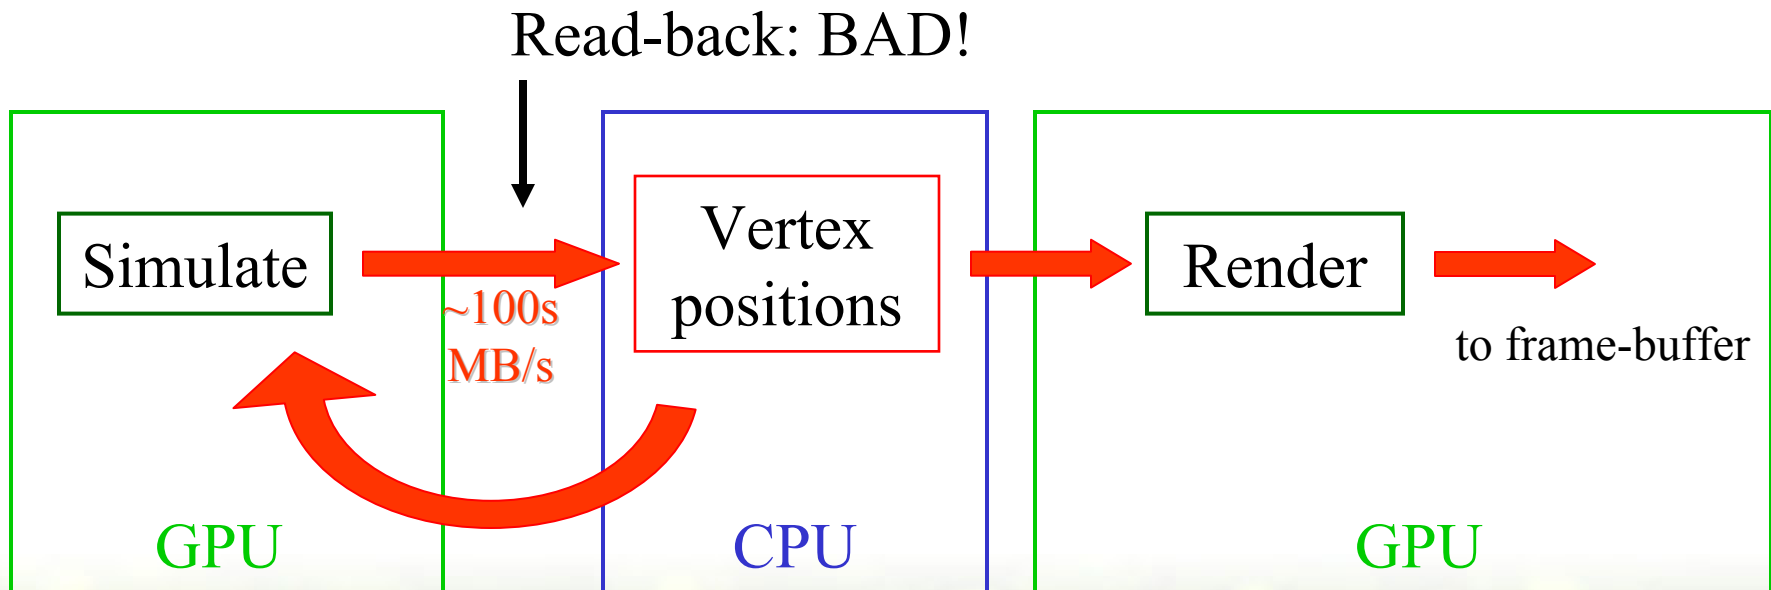 Read-back: BAD!
Simulate
~100s
MB/s
Vertex
positions
Render
to frame-buffer
GPU
CPU
GPU